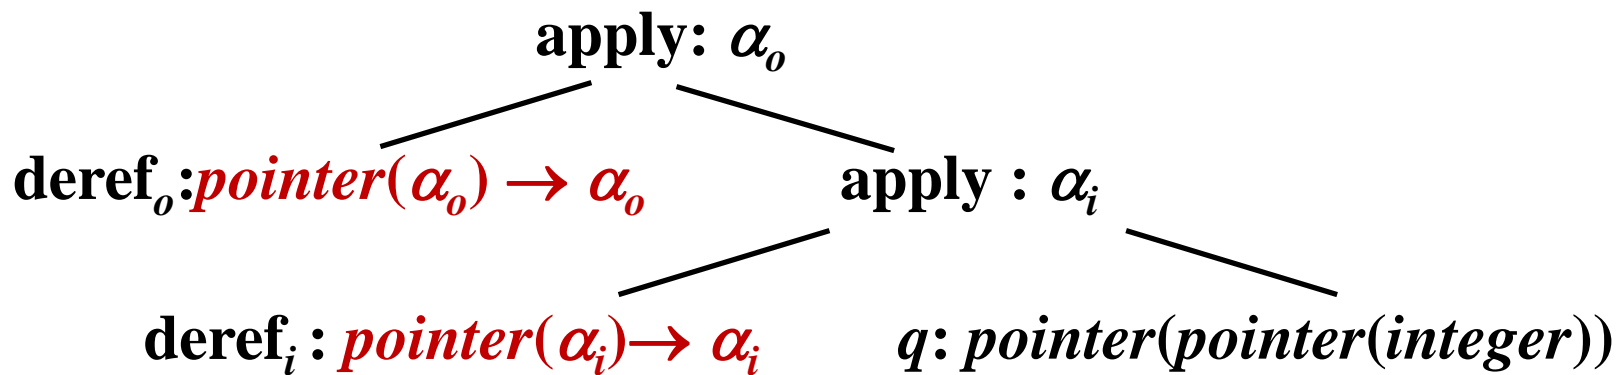 apply: αo
derefo:pointer(αo) → αo
apply : αi
derefi : pointer(αi)→ αi
q: pointer(pointer(integer))